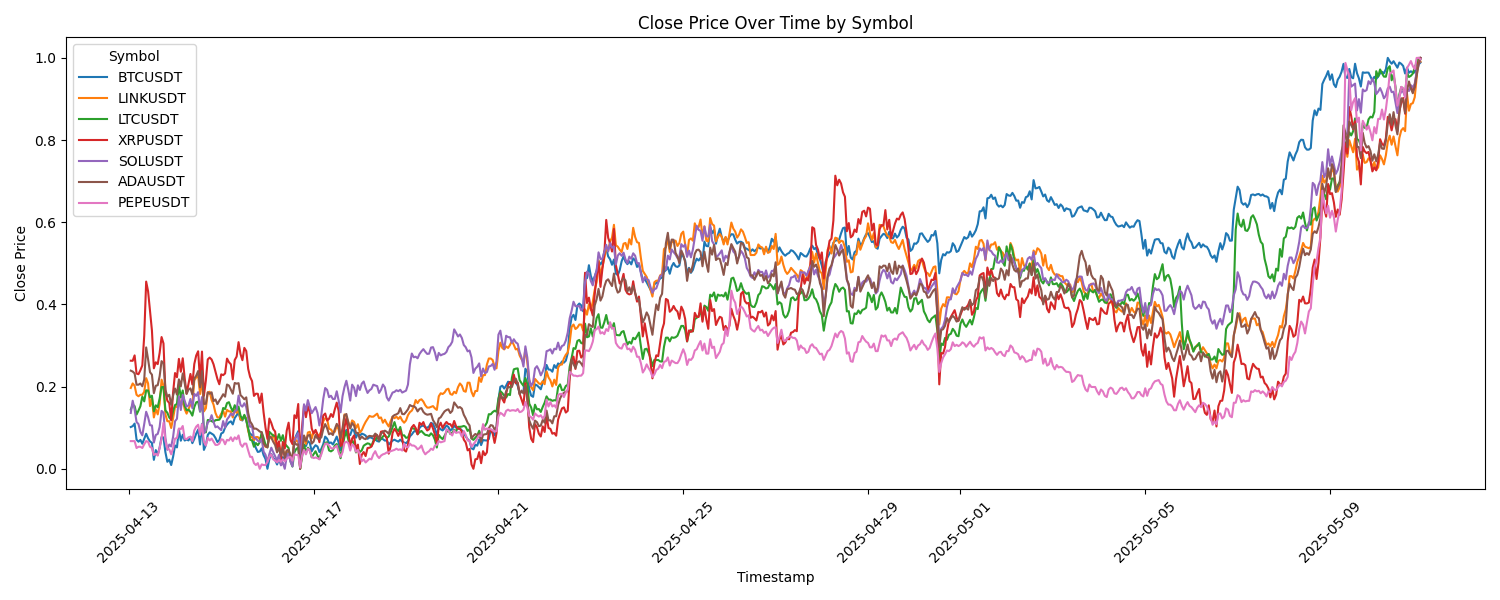 Close Price Over Time by Symbol
Symbol
BTCUSDT
LINKUSDT
LTCUSDT
XRPUSDT
SOLUSDT
ADAUSDT
PEPEUSDT
Close Price
1.0
0.8
0.6
0.4
0.2
0.0
2025-04-13
2025-04-17
2025-04-21
2025-04-25
2025-04-29
2025-05-01
2025-05-05
2025-05-09
Timestamp